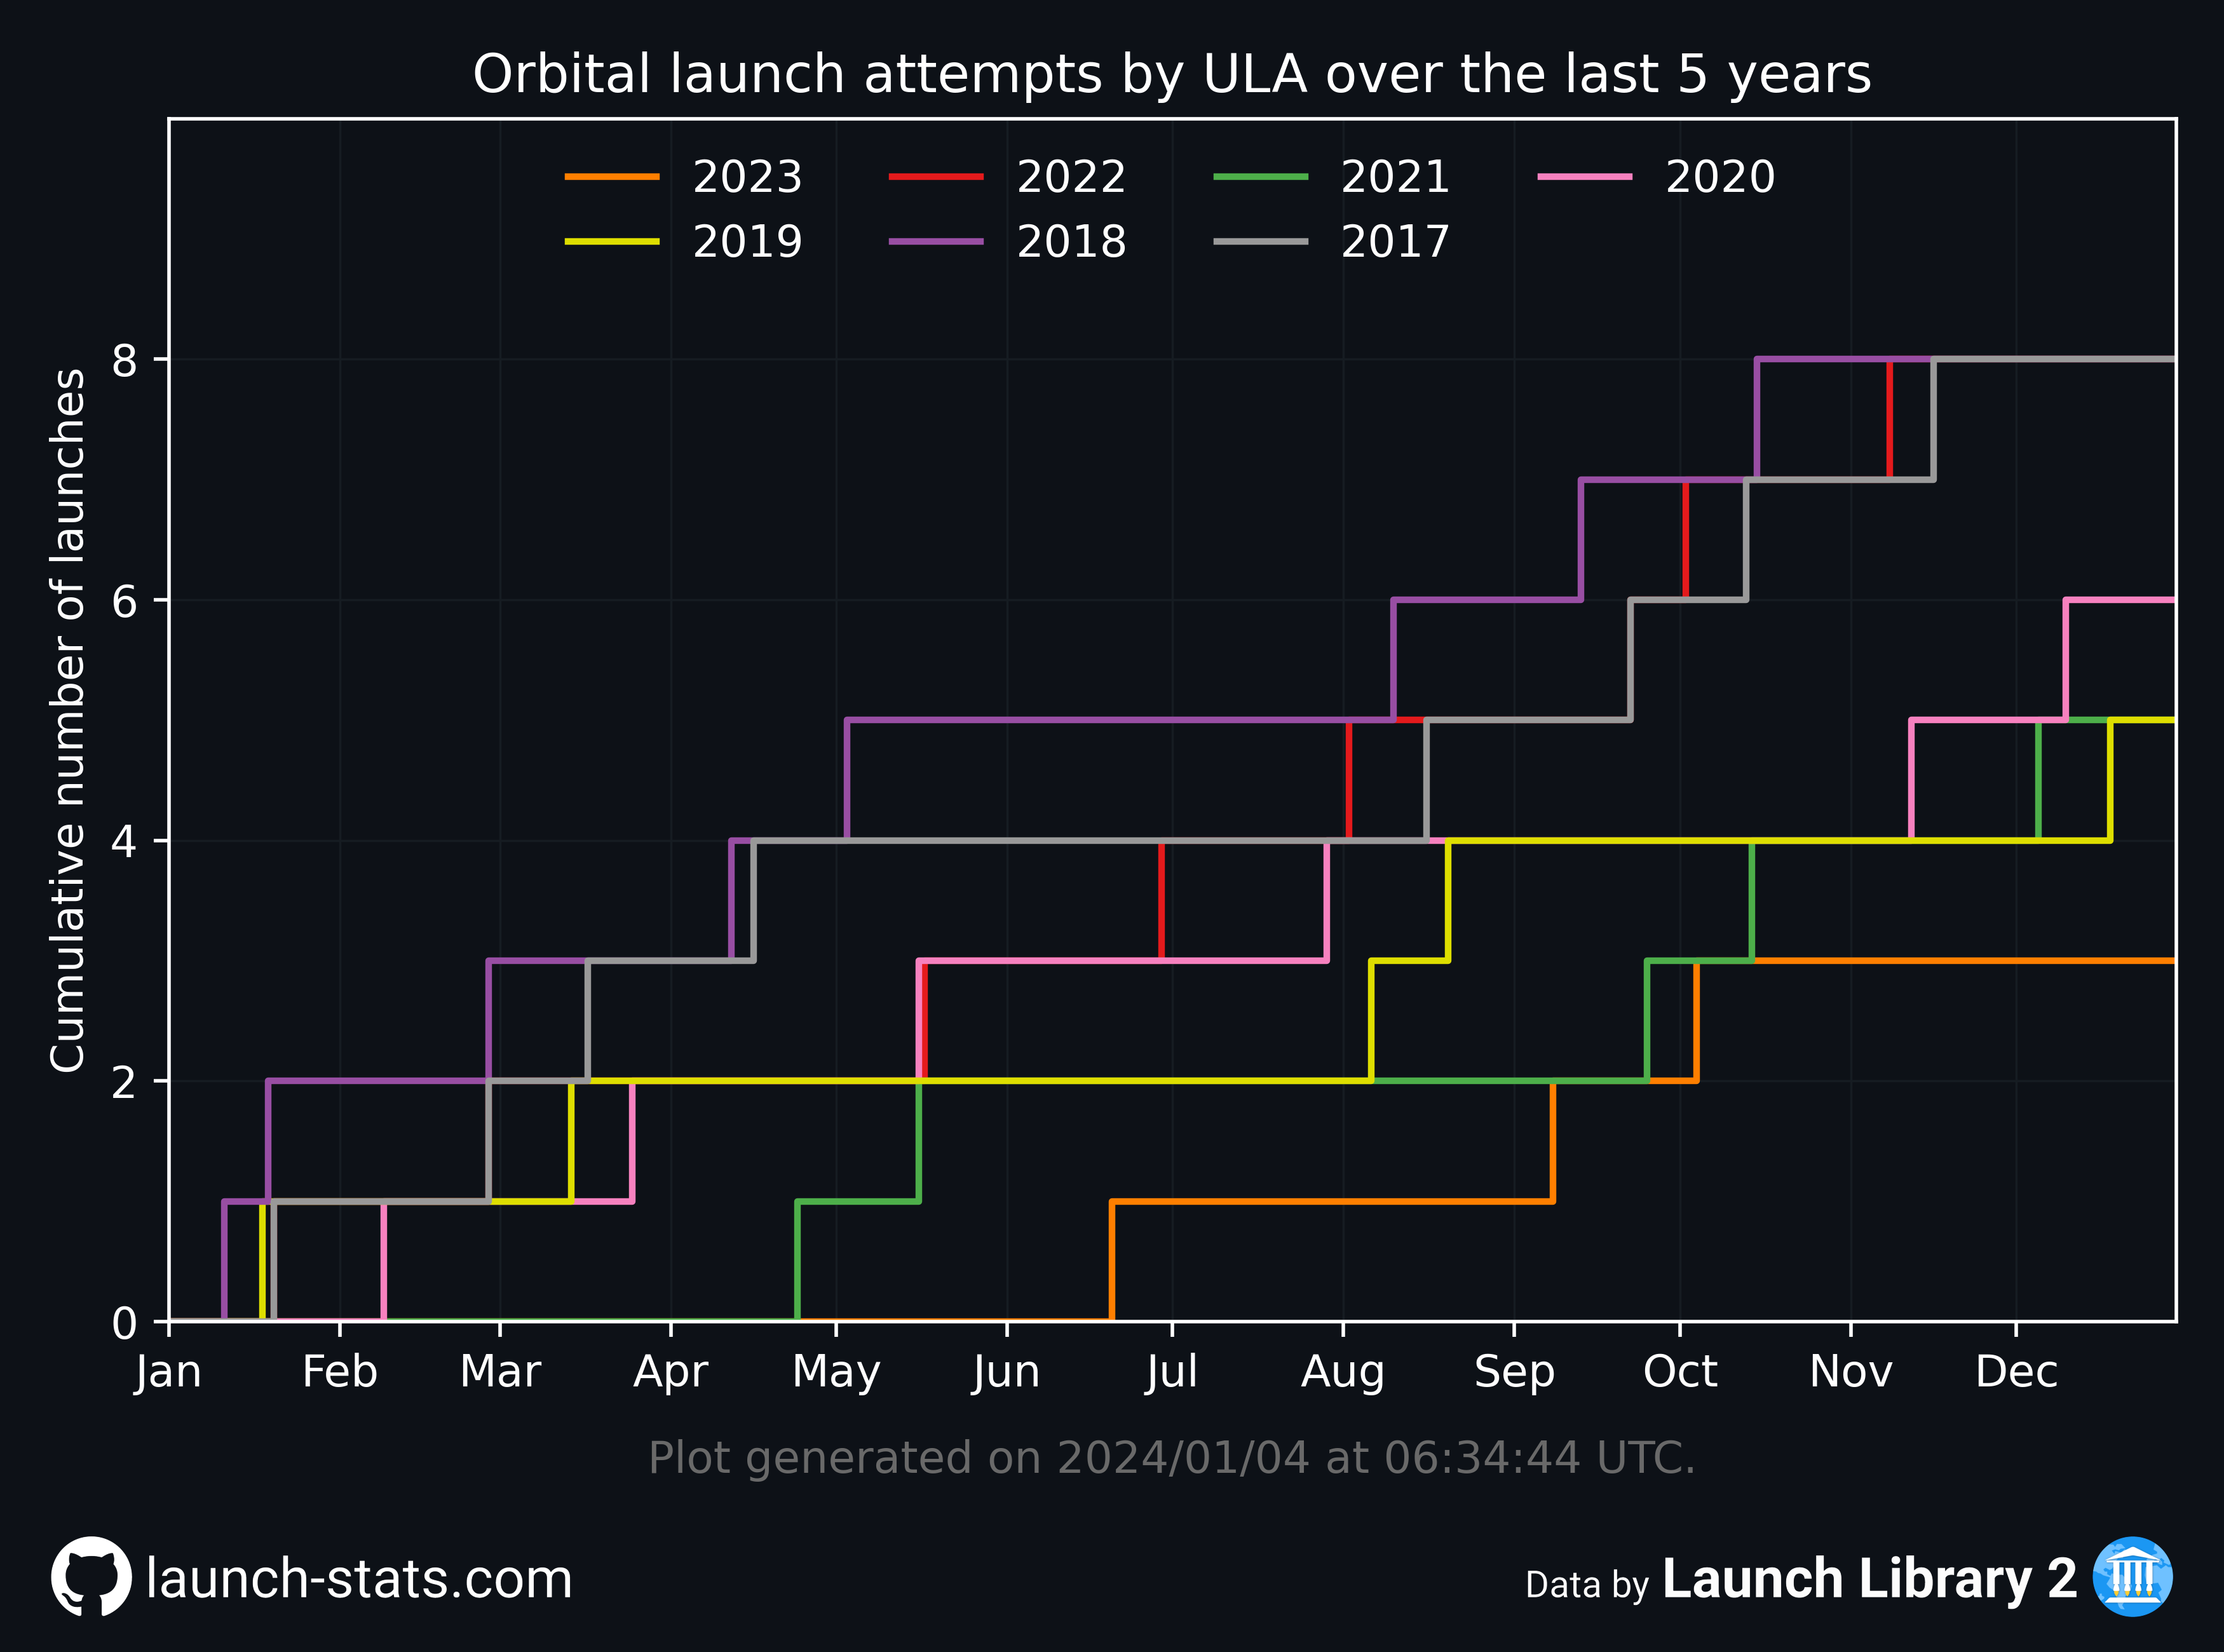 Orbital launch attempts by ULA over the last 5 years
2023 2022 2021 2020
2019 2018 2017
Cumulative number of launches
8
6
4
2
0
Jan Feb Mar Apr May Jun Jul Aug Sep Oct Nov Dec
Plot generated on 2024/01/04 at 06:34:44 UTC.
launch-stats.com
Data by Launch Library 2